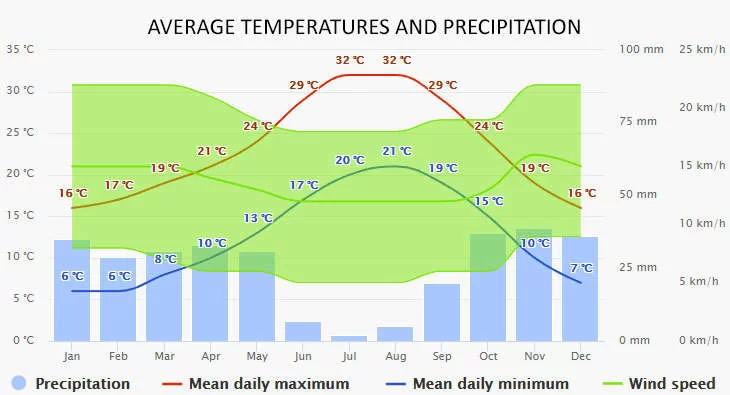 AVERAGE TEMPERATURES AND PRECIPITATION
35 °C 100 mm 25 km/h
32 °C 32 °C
29 °C 29 °C
30 °C 20 km/h
25 °C 75 mm
24 °C 24 °C
21 °C 21 °C
20 °C 20 °C 15 km/h
19 °C 19 °C 19 °C
16 °C 17 °C 17 °C 16 °C
50 mm
15 °C 13 °C 15 °C 10 km/h
10 °C 10 °C 10 °C
8 °C
25 mm
6 °C 6 °C 7 °C
5 °C 5 km/h
0 °C 0 mm 0 km/h
Jan Feb Mar Apr May Jun Jul Aug Sep Oct Nov Dec
Precipitation Mean daily maximum Mean daily minimum Wind speed